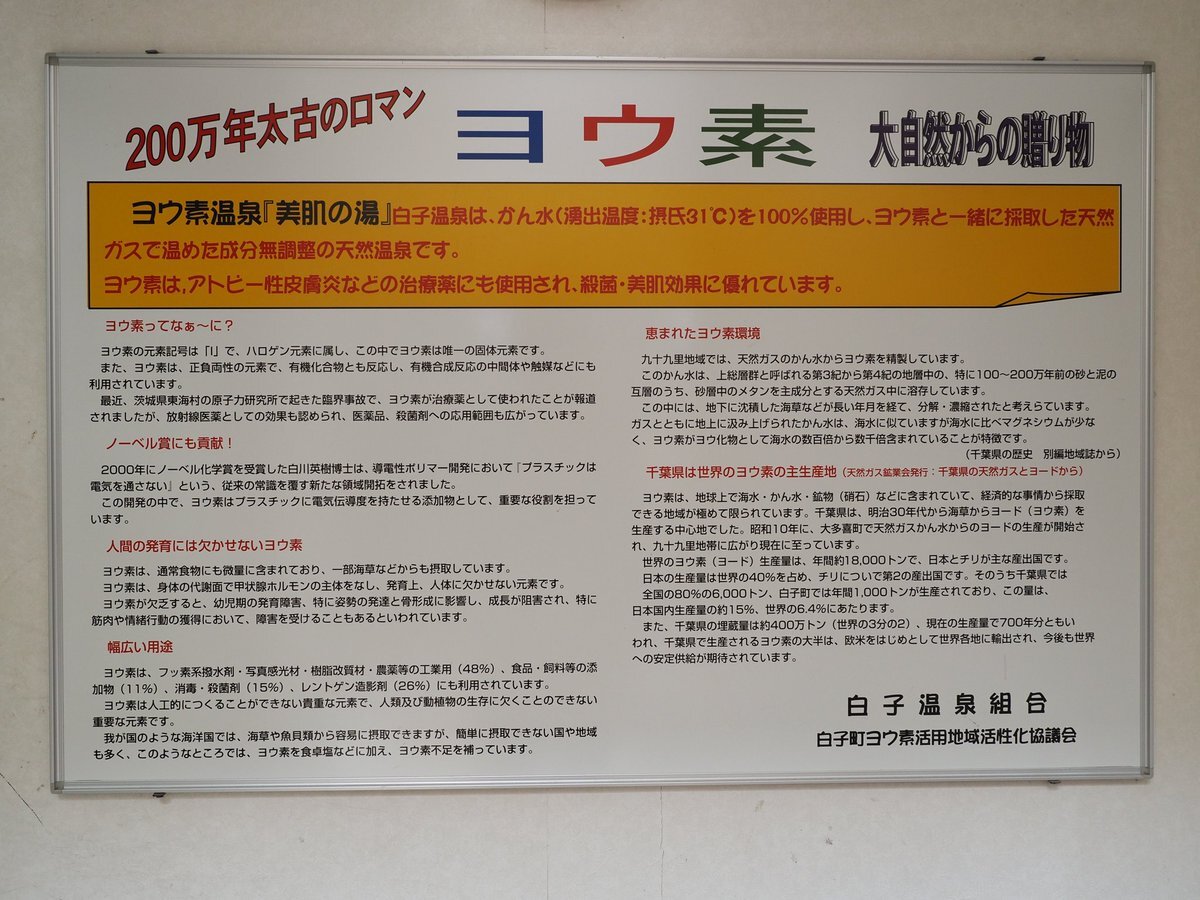 200万年太古のロマン
ヨウ素
大自然からの贈り物
ヨウ素温泉『美肌の湯』白子温泉は、かん水（湧出温度：摂氏31℃）を100％使用し、ヨウ素と一緒に採取した天然
ガスで温めた成分無調整の天然温泉です。
ヨウ素は,アトピー性皮膚炎などの治療薬にも使用され、殺菌・美肌効果に優れています。
ヨウ素ってなぁ～に？
ヨウ素の元素記号は「I」で、ハロゲン元素に属し、この中でヨウ素は唯一の固体元素です。
また、ヨウ素は、正負両性の元素で、有機化合物とも反応し、有機合成反応の中間体や触媒などにも
利用されています。
最近、茨城県東海村の原子力研究所で起きた臨界事故で、ヨウ素が治療薬として使われたことが報道
されましたが、放射線医薬としての効果も認められ、医薬品、殺菌剤への応用範囲も広がっています。
ノーベル賞にも貢献！
2000年にノーベル化学賞を受賞した白川英樹博士は、導電性ポリマー開発において『プラスチックは
電気を通さない』という、従来の常識を覆す新たな領域開拓をされました。
この開発の中で、ヨウ素はプラスチックに電気伝導度を持たせる添加物として、重要な役割を担って
います。
人間の発育には欠かせないヨウ素
ヨウ素は、通常食物にも微量に含まれており、一部海草などからも摂取しています。
ヨウ素は、身体の代謝面で甲状腺ホルモンの主体をなし、発育上、人体に欠かせない元素です。
ヨウ素が欠乏すると、幼児期の発育障害、特に姿勢の発達と骨形成に影響し、成長が阻害され、特に
筋肉や情緒行動の獲得において、障害を受けることもあるといわれています。
幅広い用途
ヨウ素は、フッ素系撥水剤・写真感光材・樹脂改質材・農薬等の工業用（48％）、食品・飼料等の添
加物（11％）、消毒・殺菌剤（15％）、レントゲン造影剤（26％）にも利用されています。
ヨウ素は人工的につくることができない貴重な元素で、人類及び動植物の生存に欠くことのできない
重要な元素です。
我が国のような海洋国では、海草や魚貝類から容易に摂取できますが、簡単に摂取できない国や地域
も多く、このようなところでは、ヨウ素を食卓塩などに加え、ヨウ素不足を補っています。
恵まれたヨウ素環境
九十九里地域では、天然ガスのかん水からヨウ素を精製しています。
このかん水は、上総層群と呼ばれる第3紀から第4紀の地層中の、特に100～200万年前の砂と泥の
互層のうち、砂層中のメタンを主成分とする天然ガス中に溶存しています。
この中には、地下に沈積した海草などが長い年月を経て、分解・濃縮されたと考えらています。
ガスとともに地上に汲み上げられたかん水は、海水に似ていますが海水に比べマグネシウムが少な
く、ヨウ素がヨウ化物として海水の数百倍から数千倍含まれていることが特徴です。
（千葉県の歴史　別編地域誌から）
千葉県は世界のヨウ素の主生産地（天然ガス鉱業会発行：千葉県の天然ガスとヨードから）
ヨウ素は、地球上で海水・かん水・鉱物（硝石）などに含まれていて、経済的な事情から採取
できる地域が極めて限られています。千葉県は、明治30年代から海草からヨード（ヨウ素）を
生産する中心地でした。昭和10年に、大多喜町で天然ガスかん水からのヨードの生産が開始さ
れ、九十九里地帯に広がり現在に至っています。
世界のヨウ素（ヨード）生産量は、年間約18,000トンで、日本とチリが主な産出国です。
日本の生産量は世界の40％を占め、チリについで第2の産出国です。そのうち千葉県では
全国の80％の6,000トン、白子町では年間1,000トンが生産されており、この量は、
日本国内生産量の約15％、世界の6.4％にあたります。
また、千葉県の埋蔵量は約400万トン（世界の3分の2）、現在の生産量で700年分ともい
われ、千葉県で生産されるヨウ素の大半は、欧米をはじめとして世界各地に輸出され、今後も世界
への安定供給が期待されています。
白子温泉組合
白子町ヨウ素活用地域活性化協議会